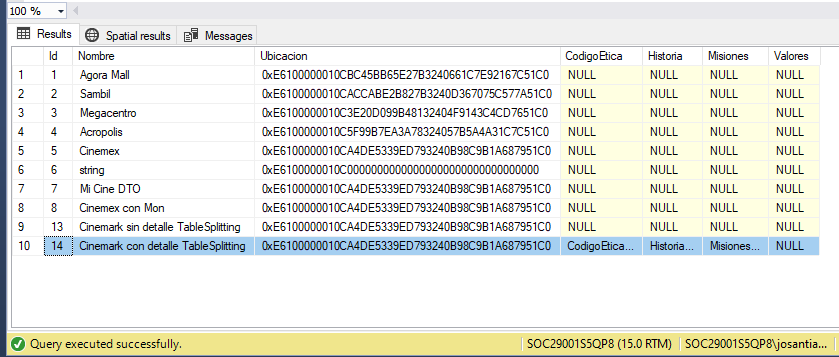 100 %
Results Spatial results Messages
Id Nombre Ubicacion CodigoEtica Historia Misiones Valores
1 1 Agora Mall 0xE6100000010CBC45BB65E27B3240661C7E92167C51C0 NULL NULL NULL NULL
2 2 Sambil 0xE6100000010CACCABE2B827B3240D367075C577A51C0 NULL NULL NULL NULL
3 3 Megacentro 0xE6100000010C3E20D099B48132404F9143C4CD7651C0 NULL NULL NULL NULL
4 4 Acropolis 0xE6100000010C5F99B7EA3A78324057B5A4A31C7C51C0 NULL NULL NULL NULL
5 5 Cinemex 0xE6100000010CA4DE5339ED793240B98C9B1A687951C0 NULL NULL NULL NULL
6 6 string 0xE6100000010C00000000000000000000000000000000 NULL NULL NULL NULL
7 7 Mi Cine DTO 0xE6100000010CA4DE5339ED793240B98C9B1A687951C0 NULL NULL NULL NULL
8 8 Cinemex con Mon 0xE6100000010CA4DE5339ED793240B98C9B1A687951C0 NULL NULL NULL NULL
9 13 Cinemark sin detalle TableSplitting 0xE6100000010CA4DE5339ED793240B98C9B1A687951C0 NULL NULL NULL NULL
10 14 Cinemark con detalle TableSplitting 0xE6100000010CA4DE5339ED793240B98C9B1A687951C0 CodigoEtica... Historia... Misiones... NULL
Query executed successfully. SOC29001S5QP8 (15.0 RTM) SOC29001S5QP8\josantia...